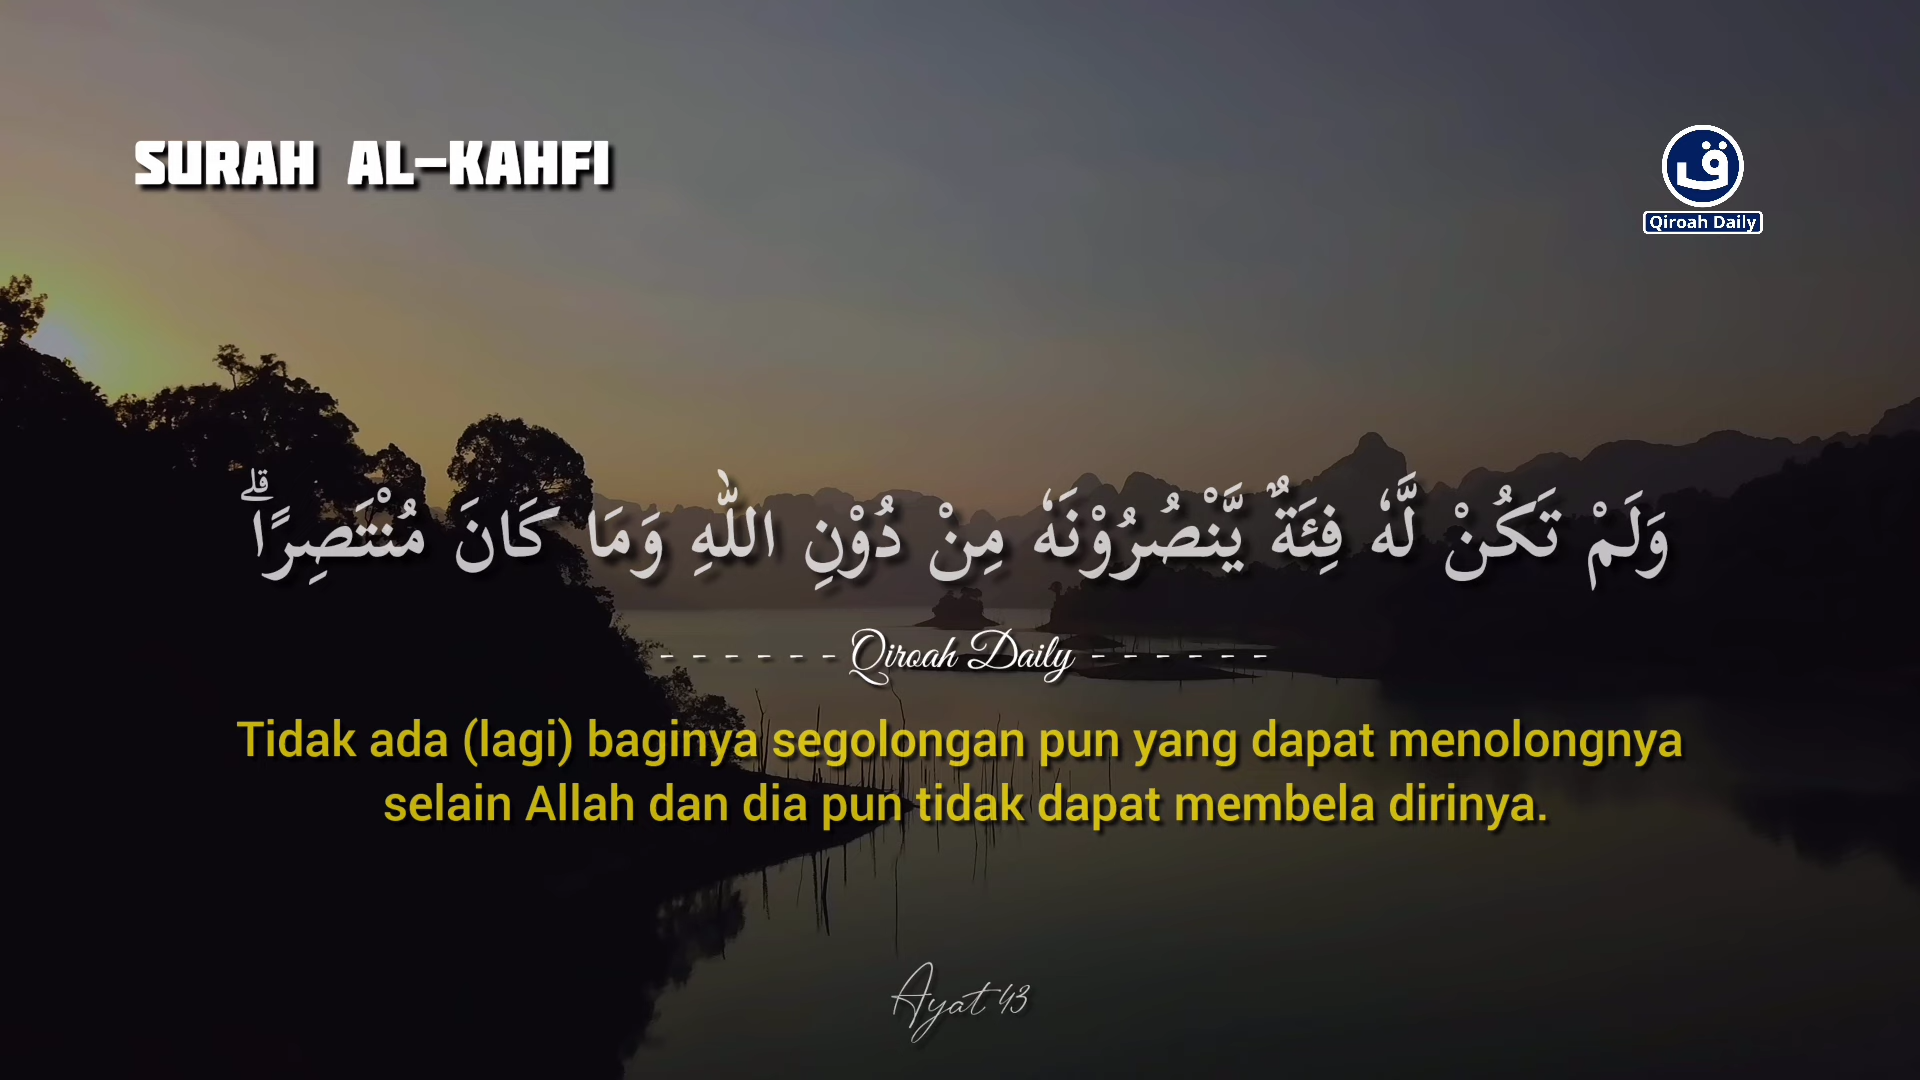 SURAH AL-KAHFI
ق
Qiroah Daily
وَلَمْ تَكُنْ لَّهٗ فِئَةٌ يَّنْصُرُوْنَهٗ مِنْ دُوْنِ اللّٰهِ وَمَا كَانَ مُنْتَصِرًاۗ
------Qiroah Daily------
Tidak ada (lagi) baginya segolongan pun yang dapat menolongnya
selain Allah dan dia pun tidak dapat membela dirinya.
Ayat 43